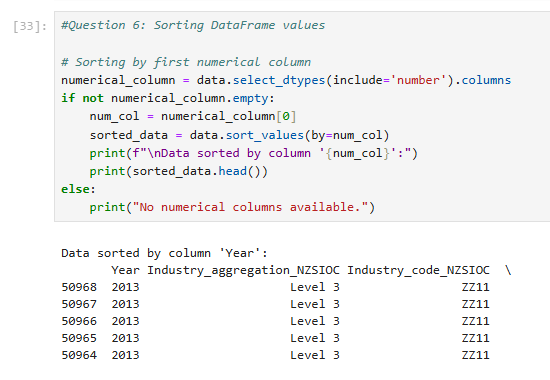 [33]: #Question 6: Sorting DataFrame values
# Sorting by first numerical column
numerical_column = data.select_dtypes(include='number').columns
if not numerical_column.empty:
    num_col = numerical_column[0]
    sorted_data = data.sort_values(by=num_col)
    print(f"\nData sorted by column '{num_col}':")
    print(sorted_data.head())
else:
    print("No numerical columns available.")
Data sorted by column 'Year':
       Year Industry_aggregation_NZSIOC Industry_code_NZSIOC  \
50968  2013                     Level 3                 ZZ11
50967  2013                     Level 3                 ZZ11
50966  2013                     Level 3                 ZZ11
50965  2013                     Level 3                 ZZ11
50964  2013                     Level 3                 ZZ11